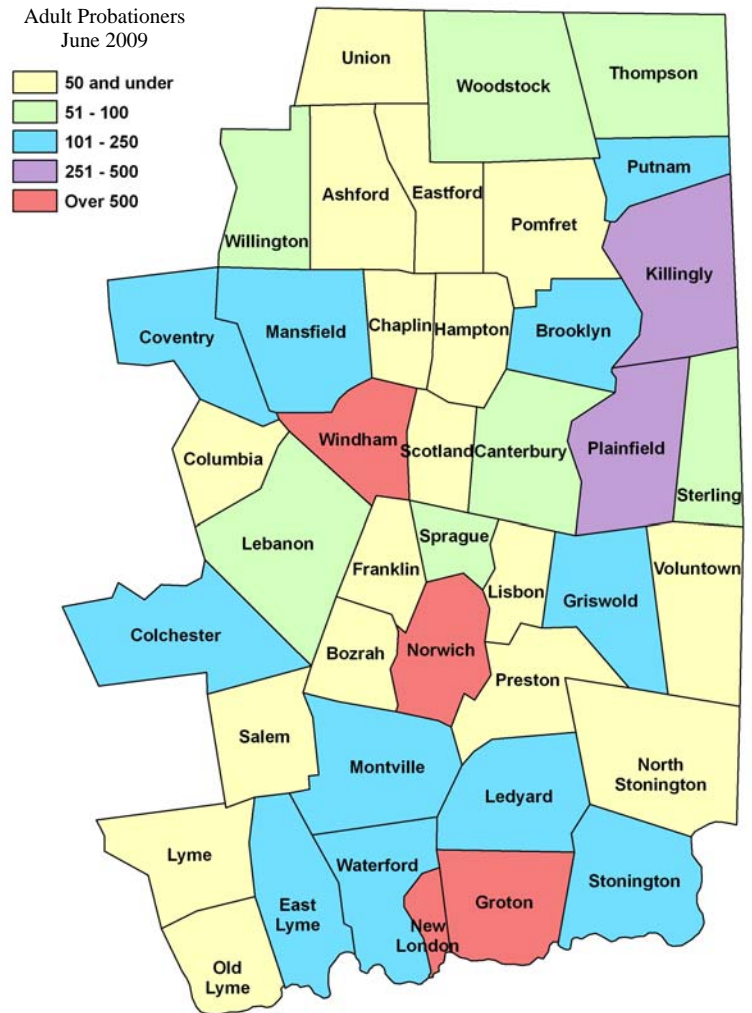 Adult Probationers
June 2009
50 and under
51 - 100
101 - 250
251 - 500
Over 500
Union
Woodstock
Thompson
Putnam
Ashford
Eastford
Pomfret
Willington
Killingly
Coventry
Mansfield
Chaplin
Hampton
Brooklyn
Windham
Scotland
Canterbury
Plainfield
Columbia
Sterling
Lebanon
Sprague
Franklin
Lisbon
Griswold
Voluntown
Colchester
Bozrah
Norwich
Preston
Salem
Montville
Ledyard
North
Stonington
Lyme
Waterford
East
Lyme
New
London
Groton
Stonington
Old
Lyme